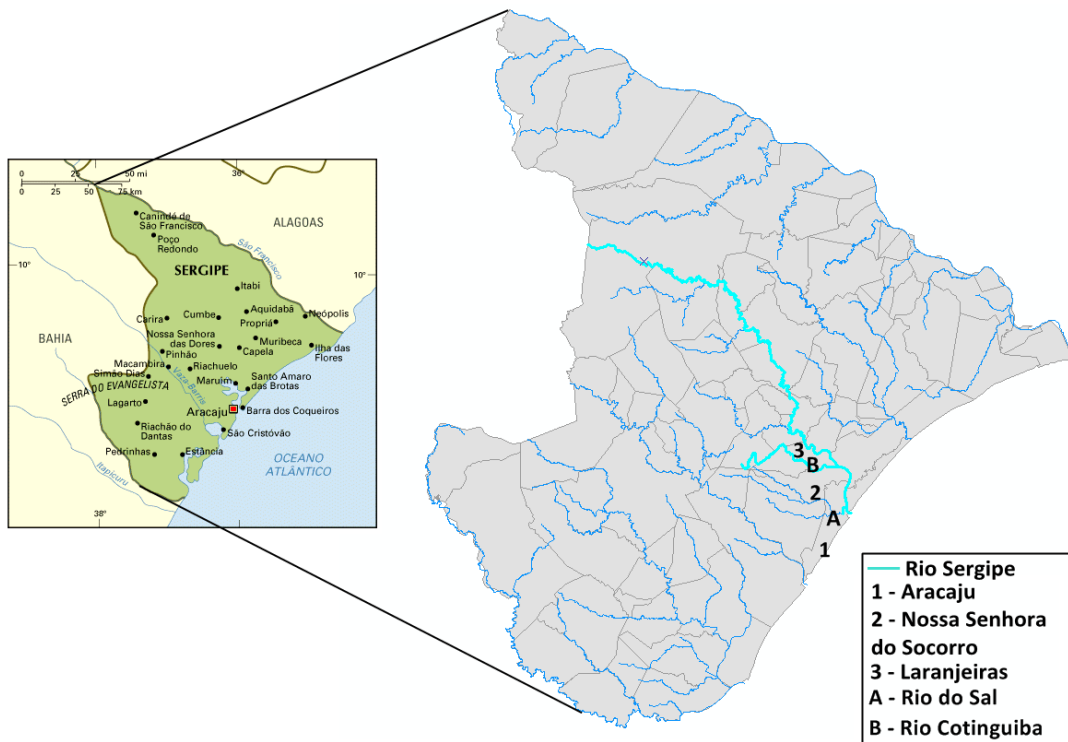 0 25 50 mi
0 25 50 75 km
36°
Canindé de
São Francisco
ALAGOAS
Poço
Redondo
São Francisco
10°
SERGIPE
10°
Itabi
Carira
Cumbe
Aquidabã
Neópolis
Propriá
BAHIA
Nossa Senhora
das Dores
Muribeca
Pinhão
Capela
Ilha das
Flores
Macambira
Simão Dias
Riachuelo
Vaza-Barris
Maruim
Santo Amaro
das Brotas
SERRA DO EVANGELISTA
Lagarto
Aracaju
Barra dos Coqueiros
Riachão do
Dantas
São Cristóvão
Pedrinhas
Estância
OCEANO
ATLÂNTICO
Itapicuru
38°
3
B
2
A
1
Rio Sergipe
1 - Aracaju
2 - Nossa Senhora
do Socorro
3 - Laranjeiras
A - Rio do Sal
B - Rio Cotinguiba